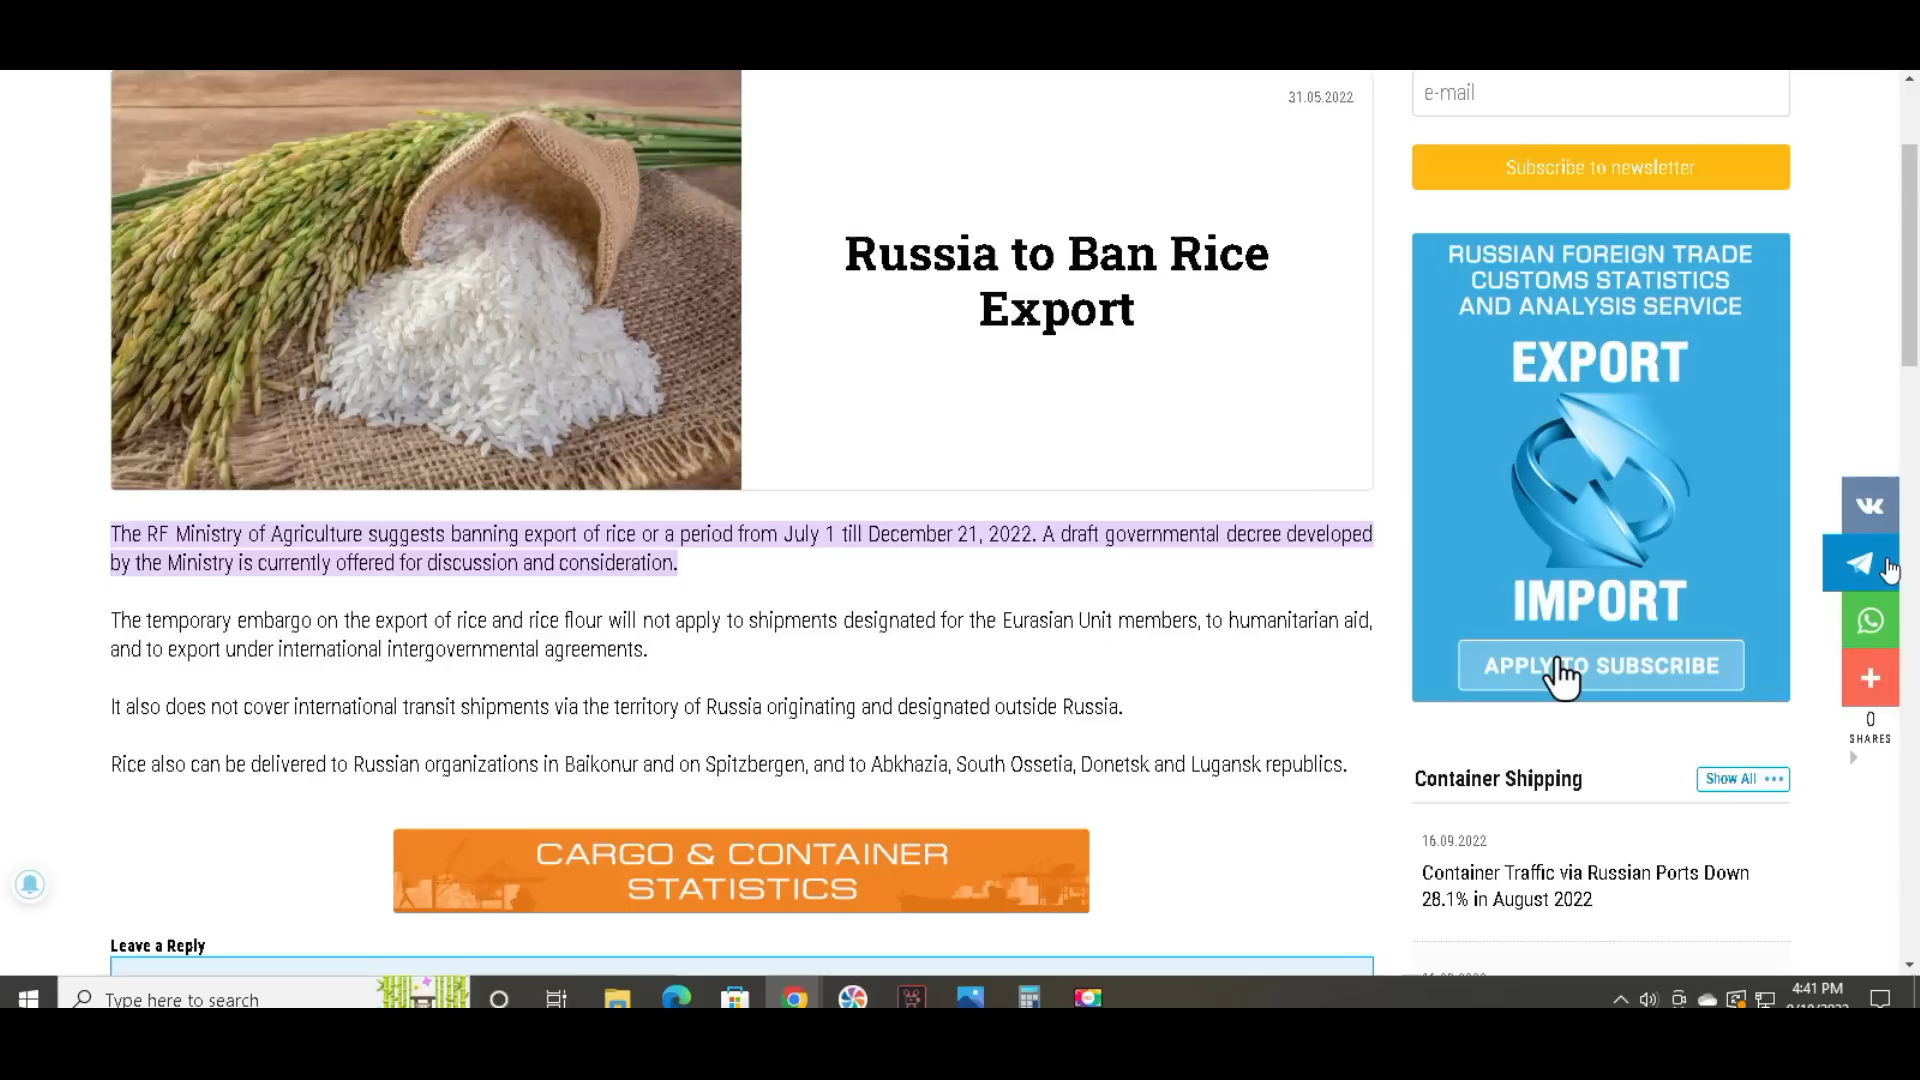 31.05.2022
Russia to Ban Rice
Export
The RF Ministry of Agriculture suggests banning export of rice or a period from July 1 till December 21, 2022. A draft governmental decree developed
by the Ministry is currently offered for discussion and consideration.
The temporary embargo on the export of rice and rice flour will not apply to shipments designated for the Eurasian Unit members, to humanitarian aid,
and to export under international intergovernmental agreements.
It also does not cover international transit shipments via the territory of Russia originating and designated outside Russia.
Rice also can be delivered to Russian organizations in Baikonur and on Spitzbergen, and to Abkhazia, South Ossetia, Donetsk and Lugansk republics.
CARGO & CONTAINER
STATISTICS
Leave a Reply
e-mail
Subscribe to newsletter
RUSSIAN FOREIGN TRADE
CUSTOMS STATISTICS
AND ANALYSIS SERVICE
EXPORT
IMPORT
APPLY TO SUBSCRIBE
0
SHARES
Container Shipping
Show All
16.09.2022
Container Traffic via Russian Ports Down
28.1% in August 2022
Type here to search
4:41 PM